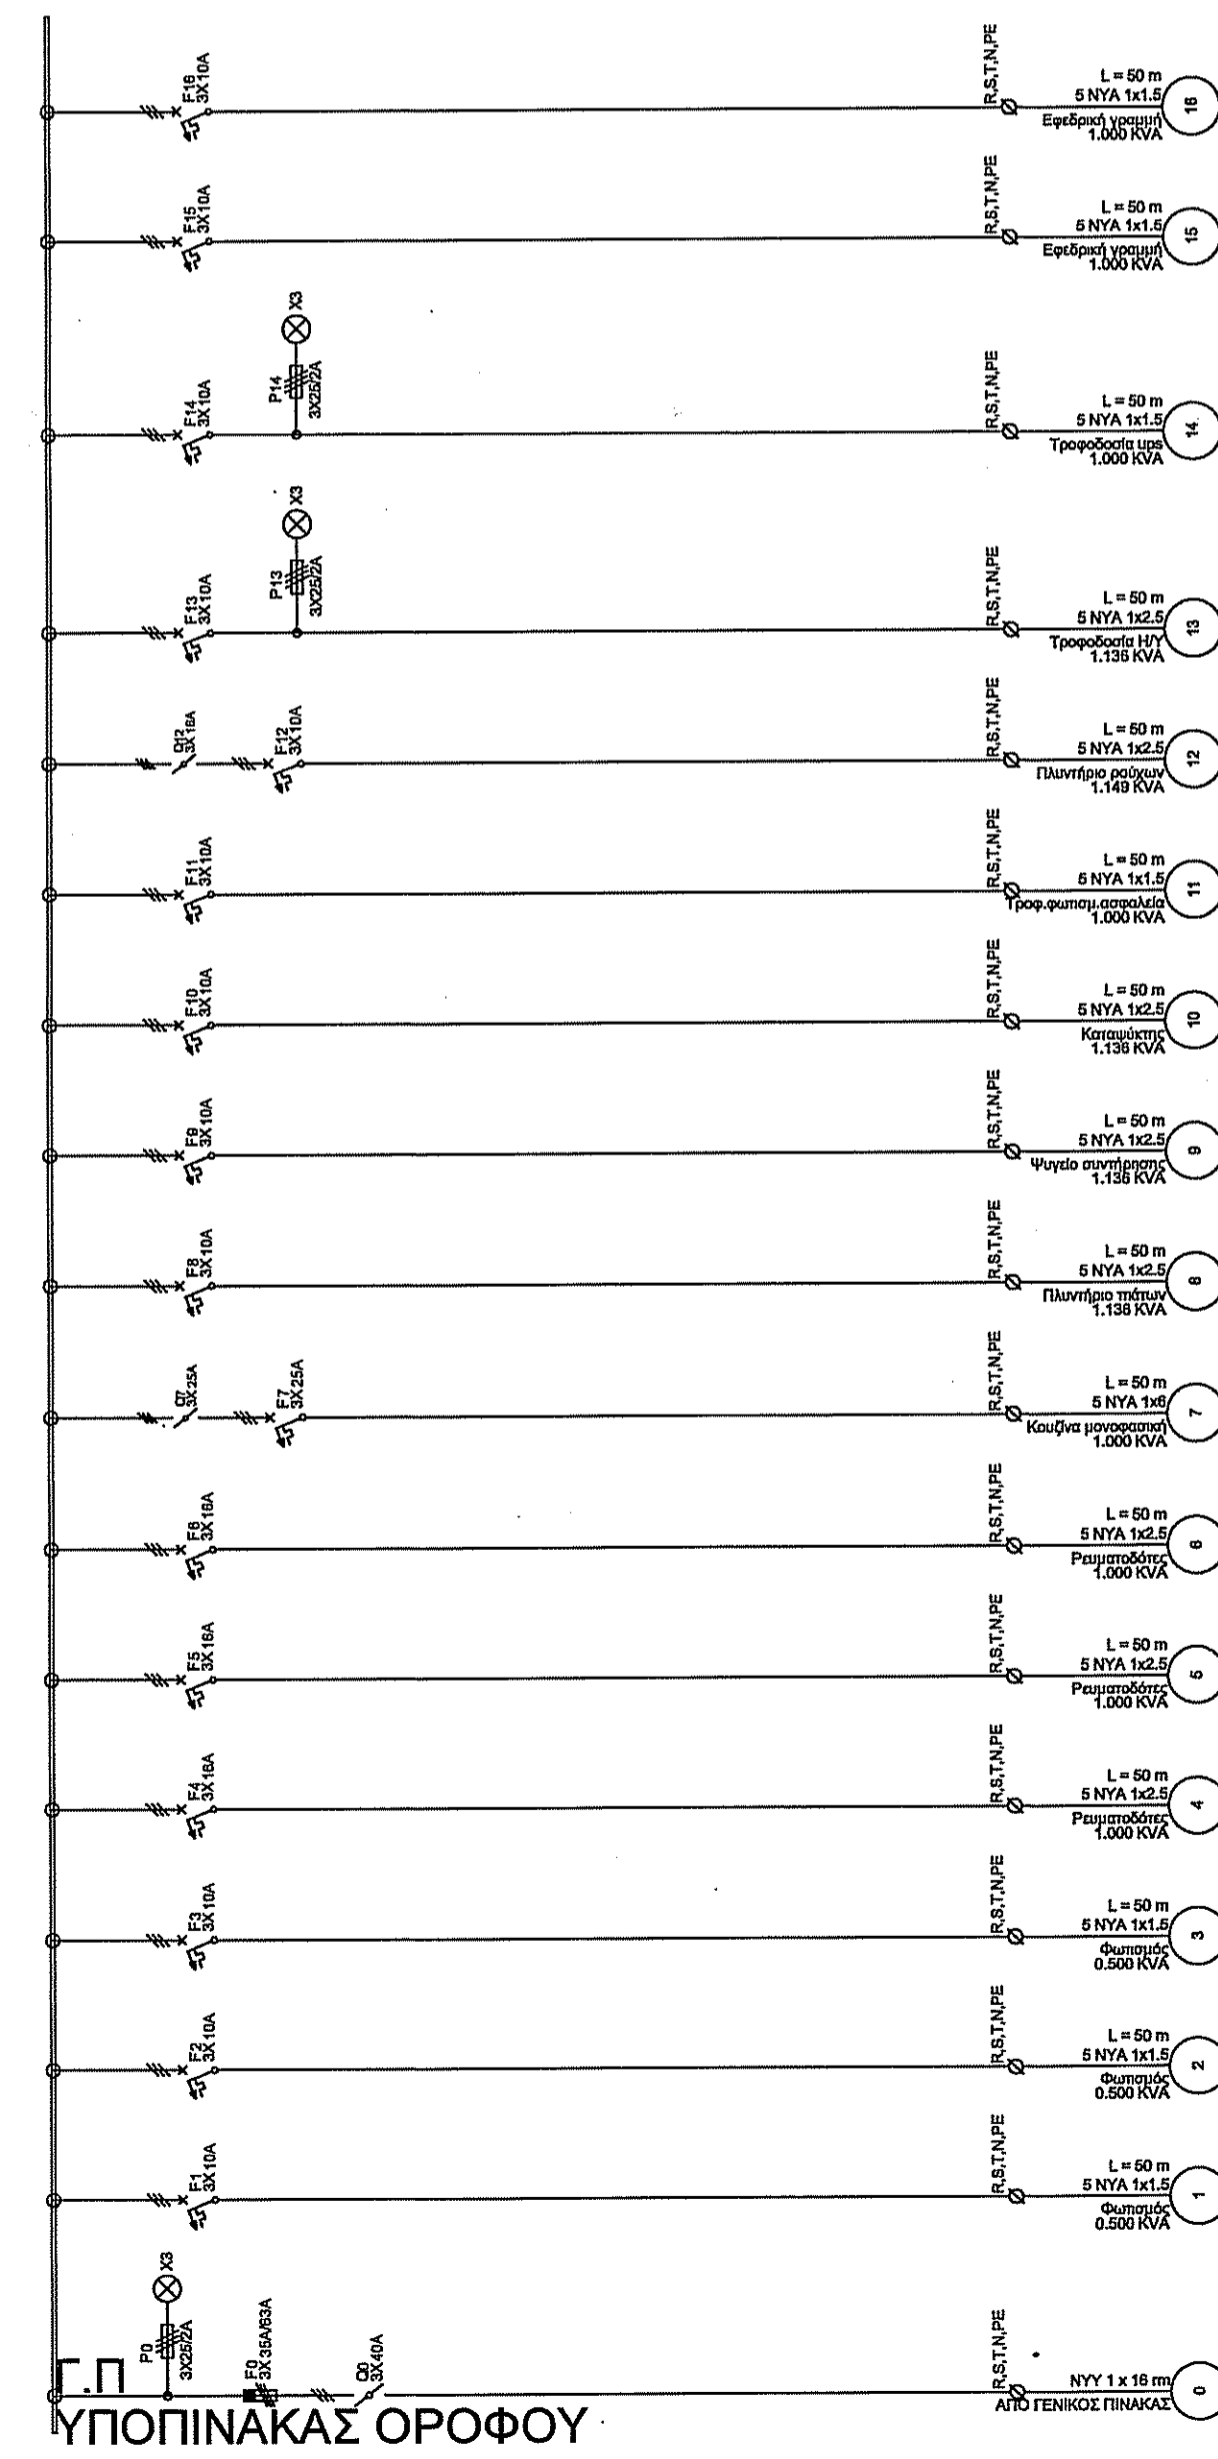 F16
3X10A
R,S,T,N,PE
L = 50 m
5 NYA 1x1.5
Εφεδρική γραμμή
1.000 KVA
16
F15
3X10A
R,S,T,N,PE
L = 50 m
5 NYA 1x1.5
Εφεδρική γραμμή
1.000 KVA
15
F14
3X10A
P14
3X25/2A
X3
R,S,T,N,PE
L = 50 m
5 NYA 1x1.5
Τροφοδοσία ups
1.000 KVA
14
F13
3X10A
P13
3X25/2A
X3
R,S,T,N,PE
L = 50 m
5 NYA 1x2.5
Τροφοδοσία Η/Υ
1.136 KVA
13
Q12
3X16A
F12
3X10A
R,S,T,N,PE
L = 50 m
5 NYA 1x2.5
Πλυντήριο ρούχων
1.149 KVA
12
F11
3X10A
R,S,T,N,PE
L = 50 m
5 NYA 1x1.5
Τροφ.φωτισμ.ασφαλεία
1.000 KVA
11
F10
3X10A
R,S,T,N,PE
L = 50 m
5 NYA 1x2.5
Καταψύκτης
1.136 KVA
10
F9
3X10A
R,S,T,N,PE
L = 50 m
5 NYA 1x2.5
Ψυγείο συντήρησης
1.136 KVA
9
F8
3X10A
R,S,T,N,PE
L = 50 m
5 NYA 1x2.5
Πλυντήριο πιάτων
1.136 KVA
8
Q7
3X25A
F7
3X25A
R,S,T,N,PE
L = 50 m
5 NYA 1x6
Κουζίνα μονοφασική
1.000 KVA
7
F6
3X16A
R,S,T,N,PE
L = 50 m
5 NYA 1x2.5
Ρευματοδότες
1.000 KVA
6
F5
3X16A
R,S,T,N,PE
L = 50 m
5 NYA 1x2.5
Ρευματοδότες
1.000 KVA
5
F4
3X16A
R,S,T,N,PE
L = 50 m
5 NYA 1x2.5
Ρευματοδότες
1.000 KVA
4
F3
3X10A
R,S,T,N,PE
L = 50 m
5 NYA 1x1.5
Φωτισμός
0.500 KVA
3
F2
3X10A
R,S,T,N,PE
L = 50 m
5 NYA 1x1.5
Φωτισμός
0.500 KVA
2
F1
3X10A
R,S,T,N,PE
L = 50 m
5 NYA 1x1.5
Φωτισμός
0.500 KVA
1
P0
3X25/2A
X3
F0
3X35A/63A
Q0
3X40A
R,S,T,N,PE
NYY 1 x 16 rm
ΑΠΟ ΓΕΝΙΚΟΣ ΠΙΝΑΚΑΣ
0
Γ.Π
ΥΠΟΠΙΝΑΚΑΣ ΟΡΟΦΟΥ